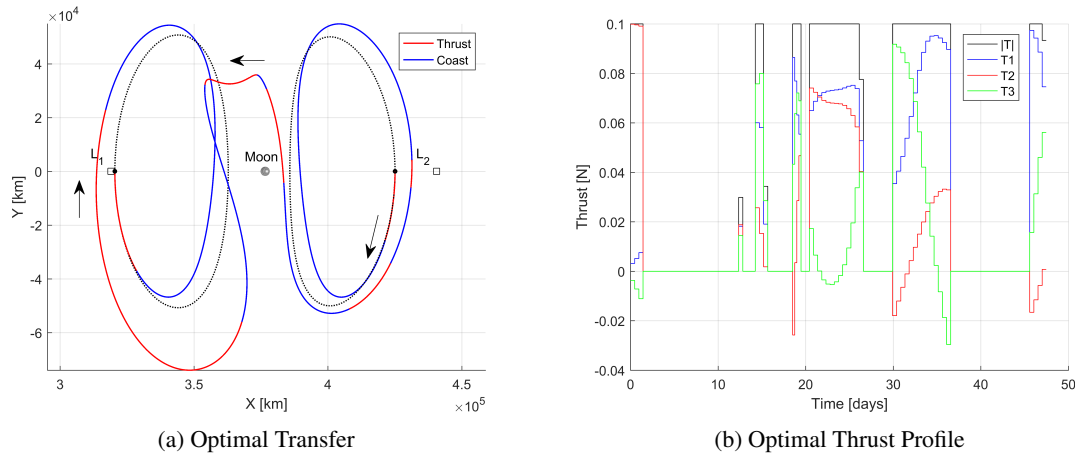 ×10⁴
4
2
0
-2
-4
-6
Y [km]
3
3.5
4
4.5
×10⁵
X [km]
Thrust
Coast
L₁
Moon
L₂
(a) Optimal Transfer
0.1
0.08
0.06
0.04
0.02
0
-0.02
-0.04
Thrust [N]
0
10
20
30
40
50
Time [days]
|T|
T1
T2
T3
(b) Optimal Thrust Profile